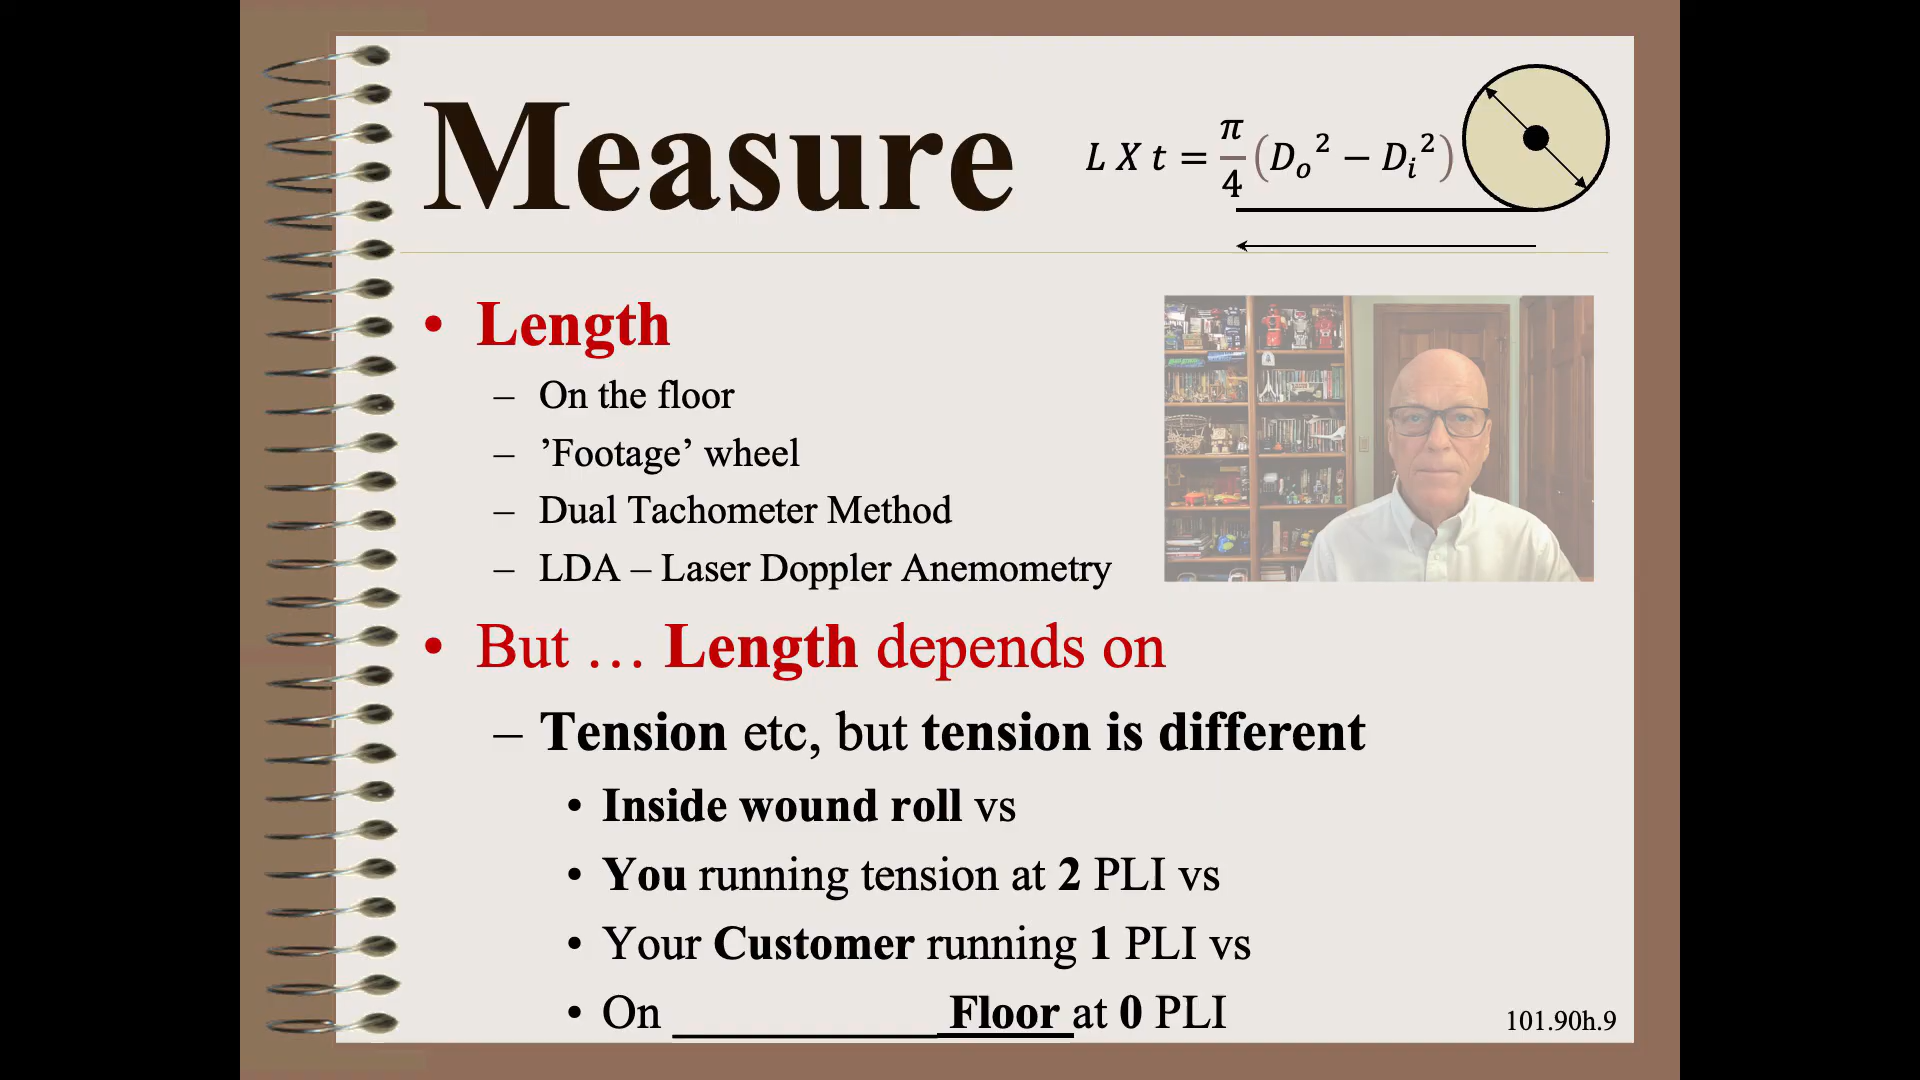 Measure
L X t = π/4 (Dₒ² − Dᵢ²)
• Length
– On the floor
– ’Footage’ wheel
– Dual Tachometer Method
– LDA – Laser Doppler Anemometry
• But … Length depends on
– Tension etc, but tension is different
• Inside wound roll vs
• You running tension at 2 PLI vs
• Your Customer running 1 PLI vs
• On ____________Floor at 0 PLI
101.90h.9